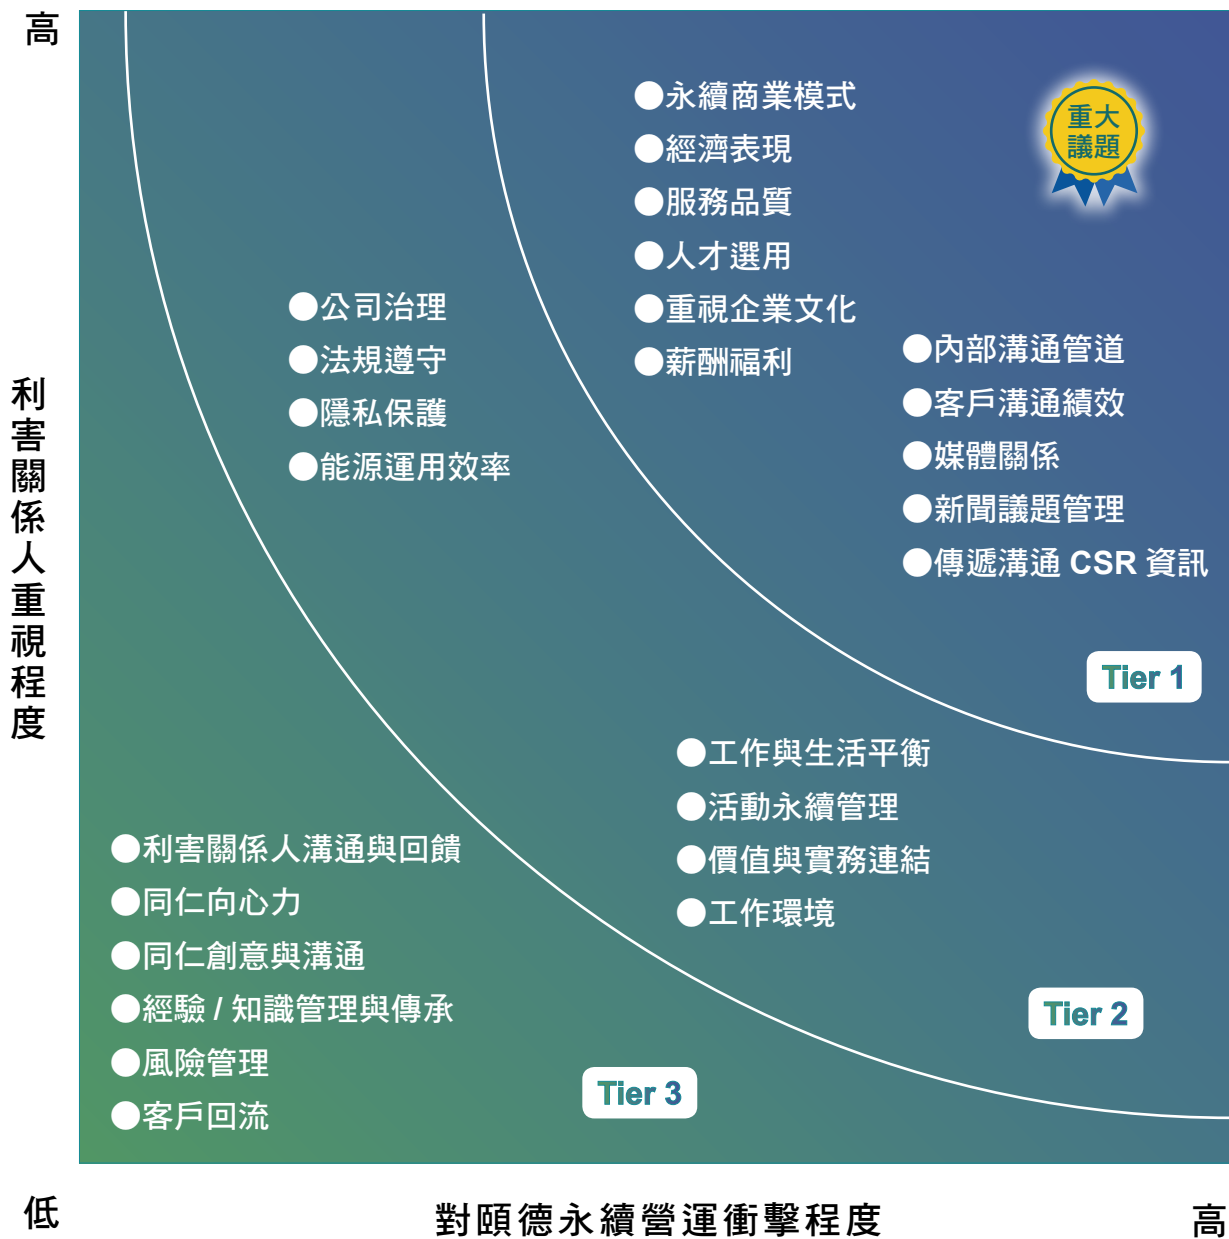 高
利害關係人重視程度
低
對頤德永續營運衝擊程度
高
重大
議題
●永續商業模式
●經濟表現
●服務品質
●人才選用
●重視企業文化
●薪酬福利
●內部溝通管道
●客戶溝通績效
●媒體關係
●新聞議題管理
●傳遞溝通 CSR 資訊
Tier 1
●公司治理
●法規遵守
●隱私保護
●能源運用效率
●工作與生活平衡
●活動永續管理
●價值與實務連結
●工作環境
Tier 2
●利害關係人溝通與回饋
●同仁向心力
●同仁創意與溝通
●經驗 / 知識管理與傳承
●風險管理
●客戶回流
Tier 3